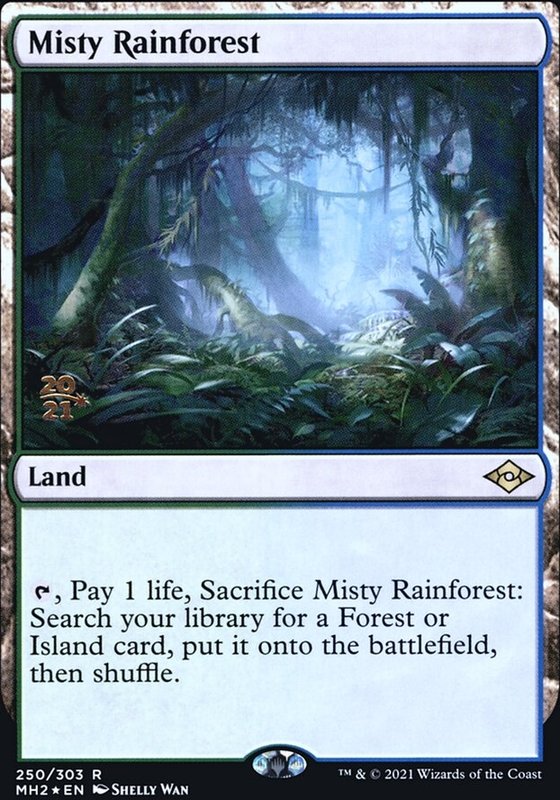 Misty Rainforest
20
21
Land
, Pay 1 life, Sacrifice Misty Rainforest:
Search your library for a Forest or
Island card, put it onto the battlefield,
then shuffle.
250/303 R
MH2★EN Shelly Wan
™ & © 2021 Wizards of the Coast